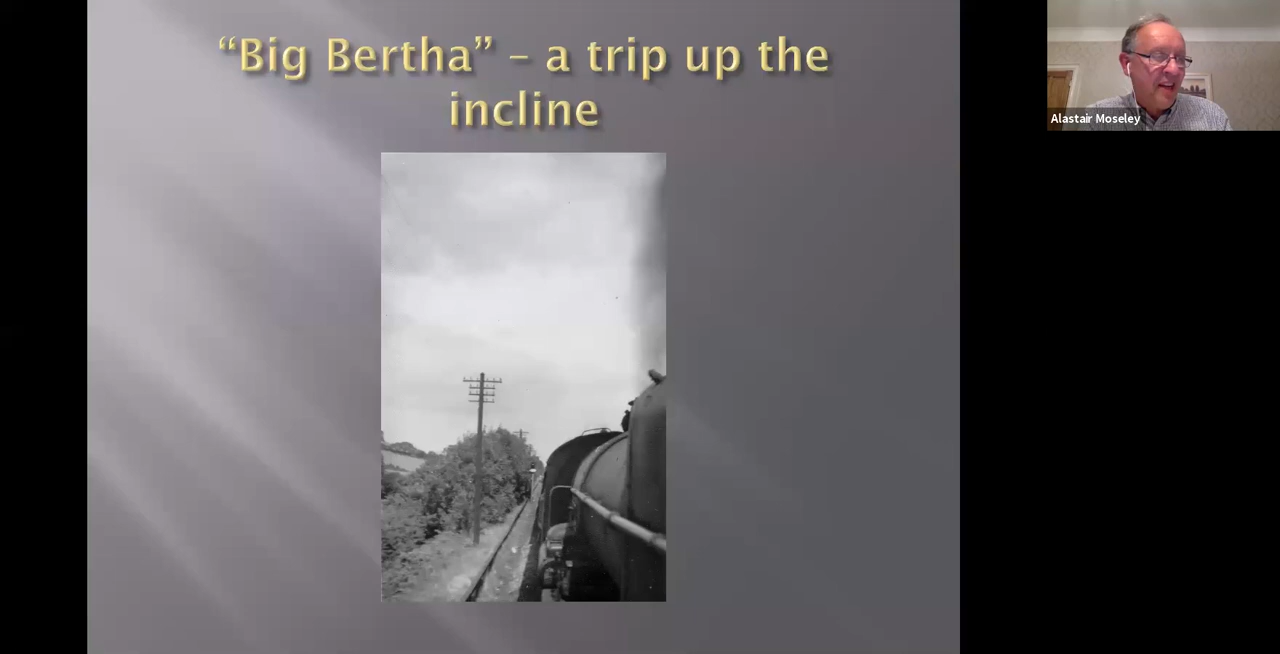 “Big Bertha” – a trip up the
incline
Alastair Moseley